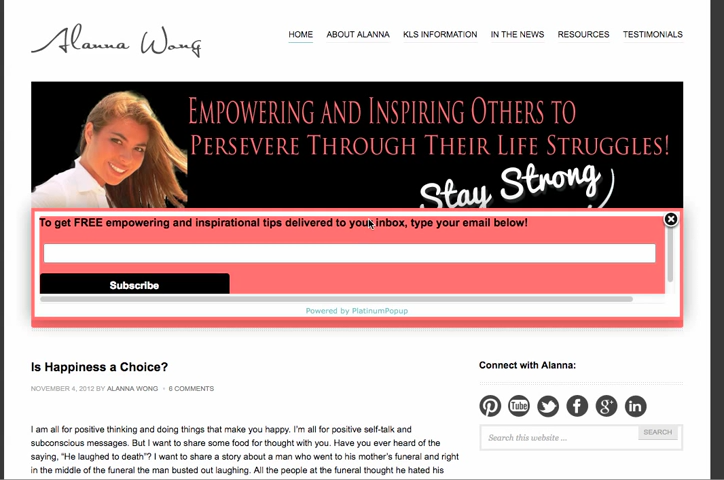 Alanna Wong
HOME ABOUT ALANNA KLS INFORMATION IN THE NEWS RESOURCES TESTIMONIALS
EMPOWERING AND INSPIRING OTHERS TO
PERSEVERE THROUGH THEIR LIFE STRUGGLES!
Stay Strong
To get FREE empowering and inspirational tips delivered to your inbox, type your email below!
Subscribe
Powered by PlatinumPopup
Is Happiness a Choice?
NOVEMBER 4, 2012 BY ALANNA WONG • 6 COMMENTS
I am all for positive thinking and doing things that make you happy. I'm all for positive self-talk and
subconscious messages. But I want to share some food for thought with you. Have you ever heard of the
saying, "He laughed to death"? I want to share a story about a man who went to his mother's funeral and right
in the middle of the funeral the man busted out laughing. All the people at the funeral thought he hated his
Connect with Alanna:
You Tube
g+
in
Search this website ...
SEARCH